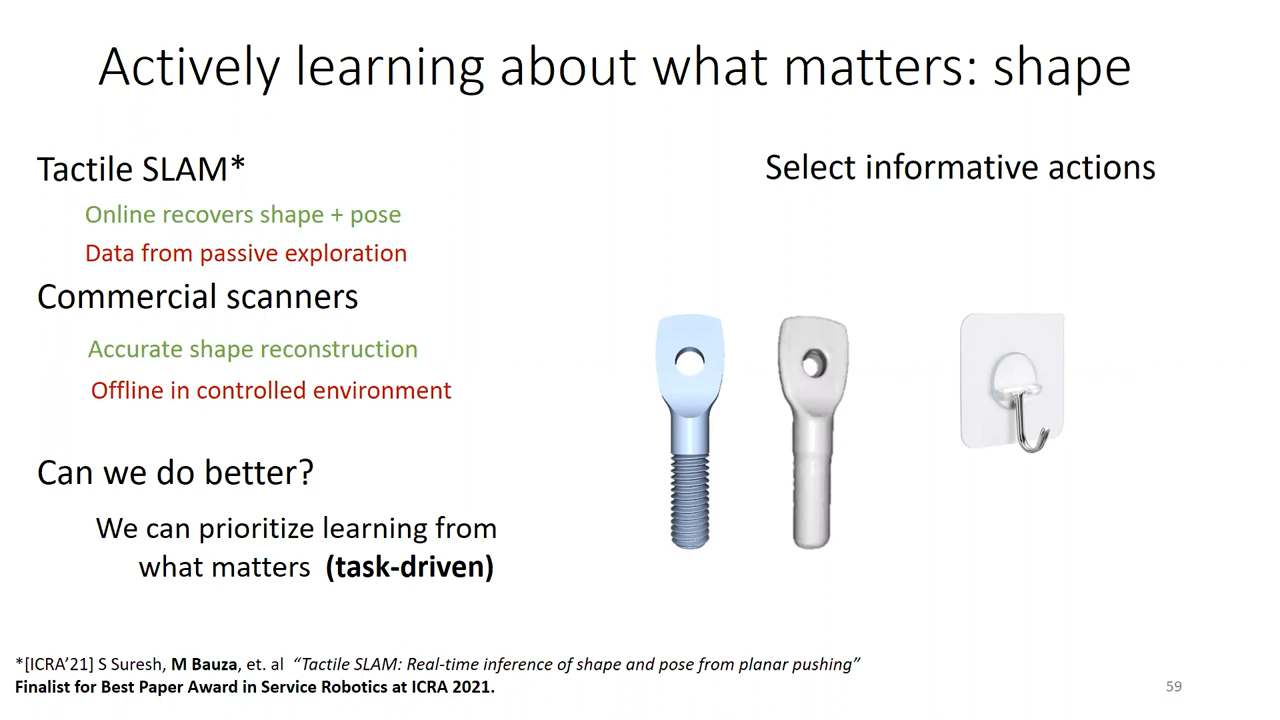 Actively learning about what matters: shape
Tactile SLAM*
Online recovers shape + pose
Data from passive exploration
Commercial scanners
Accurate shape reconstruction
Offline in controlled environment
Can we do better?
We can prioritize learning from
what matters (task-driven)
Select informative actions
*[ICRA’21] S Suresh, M Bauza, et. al “Tactile SLAM: Real-time inference of shape and pose from planar pushing”
Finalist for Best Paper Award in Service Robotics at ICRA 2021.
59